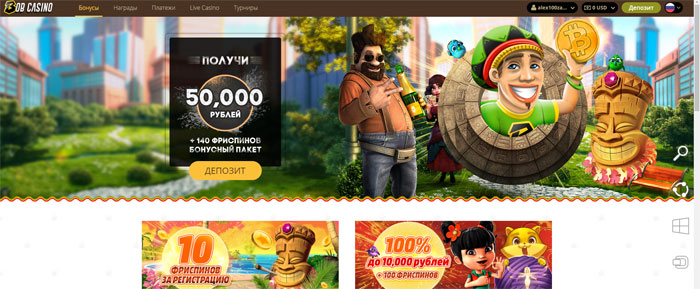 BOB CASINO
Бонусы Награды Платежи Live Casino Турниры
alex100za... 0 USD Депозит
ПОЛУЧИ
50,000
РУБЛЕЙ
+ 140 ФРИСПИНОВ
БОНУСНЫЙ ПАКЕТ
ДЕПОЗИТ
10
ФРИСПИНОВ
ЗА РЕГИСТРАЦИЮ
100%
до 10,000 рублей
+ 100 ФРИСПИНОВ